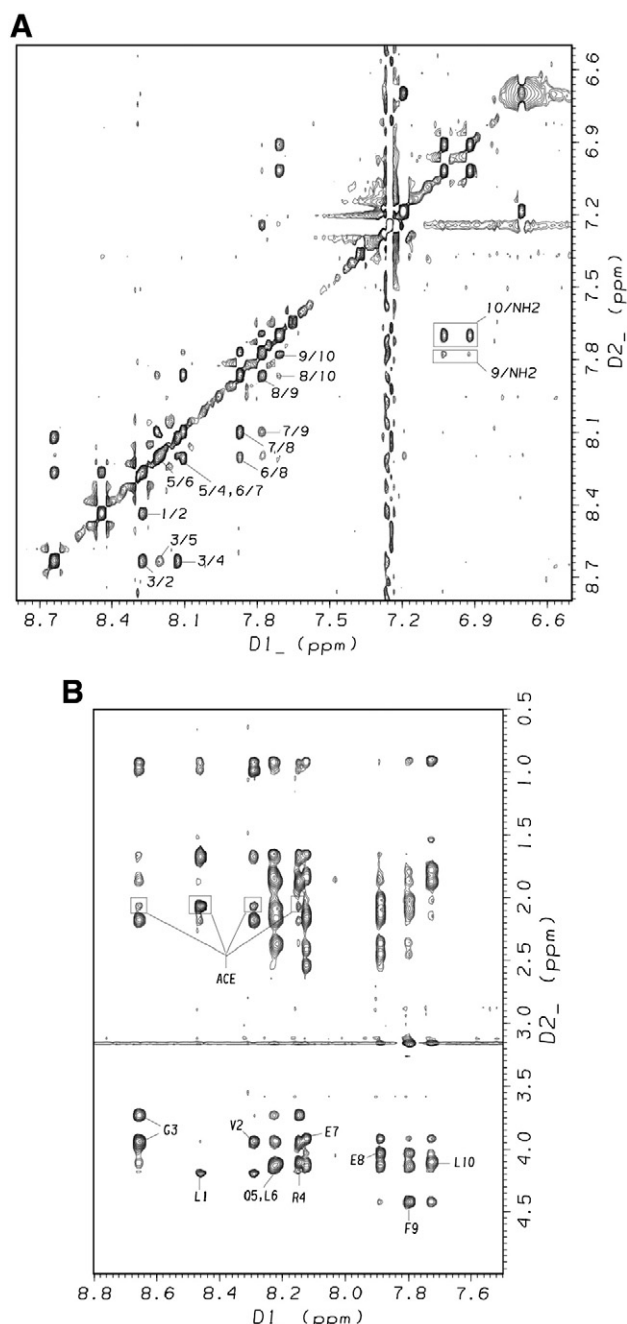 A
6.6
6.9
7.2
7.5
7.8
8.1
8.4
8.7
D2_ (ppm)
10/NH2
9/NH2
9/10
8/10
8/9
7/9
7/8
6/8
5/6
5/4,6/7
1/2
3/5
3/4
3/2
8.7 8.4 8.1 7.8 7.5 7.2 6.9 6.6
D1_ (ppm)
B
0.5
1.0
1.5
2.0
2.5
3.0
3.5
4.0
4.5
D2_ (ppm)
ACE
G3
V2
E7
L1
Q5,L6
R4
E8
L10
F9
8.8 8.6 8.4 8.2 8.0 7.8 7.6
D1_ (ppm)